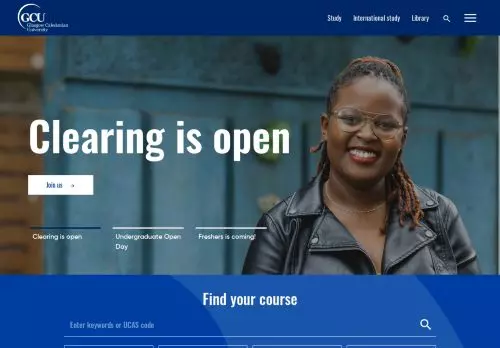 GCU
Glasgow Caledonian
University
Study
International study
Library
Clearing is open
Join us
Clearing is open
Undergraduate Open
Day
Freshers is coming!
Find your course
Enter keywords or UCAS code